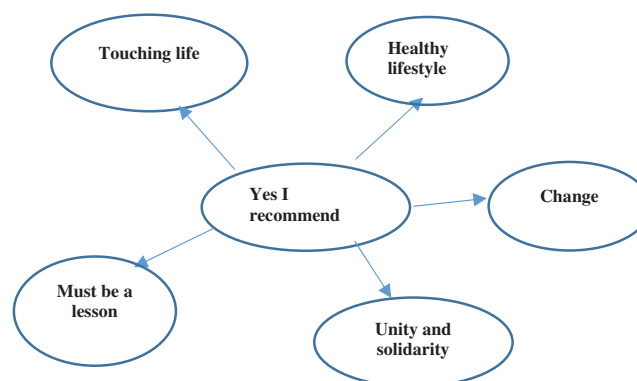 Touching life
Healthy
lifestyle
Yes I
recommend
Change
Must be a
lesson
Unity and
solidarity